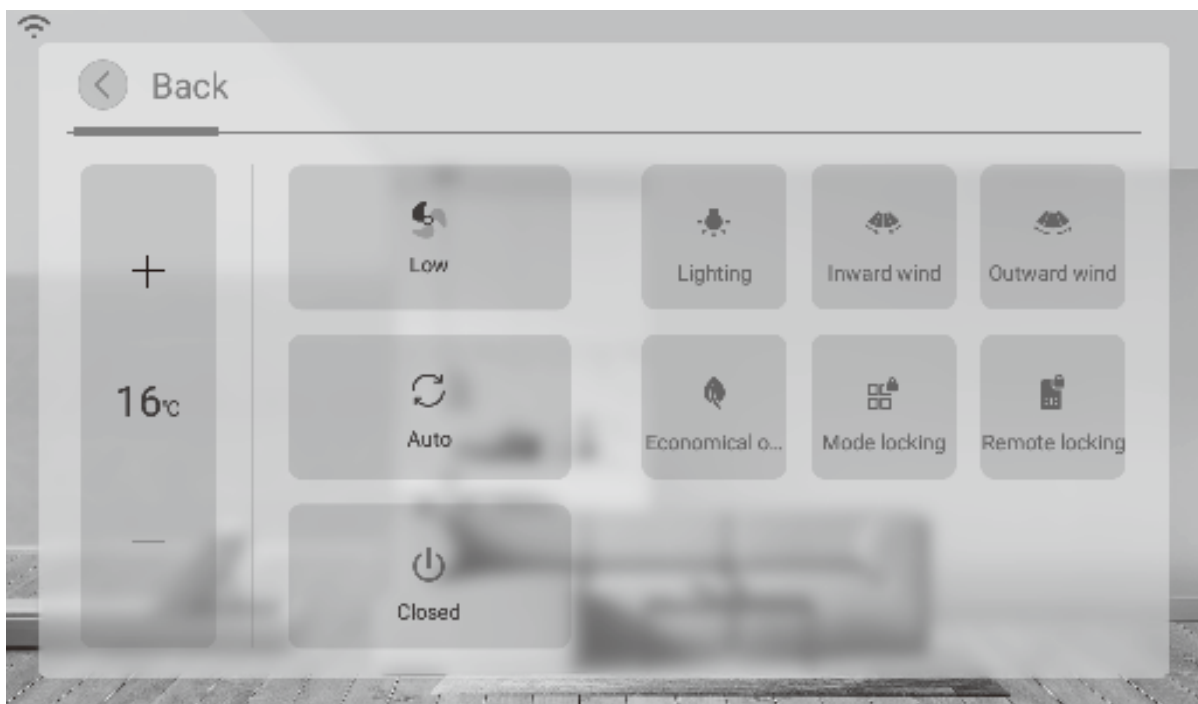 Back
+
16℃
—
Low
Auto
Closed
Lighting
Inward wind
Outward wind
Economical o...
Mode locking
Remote locking